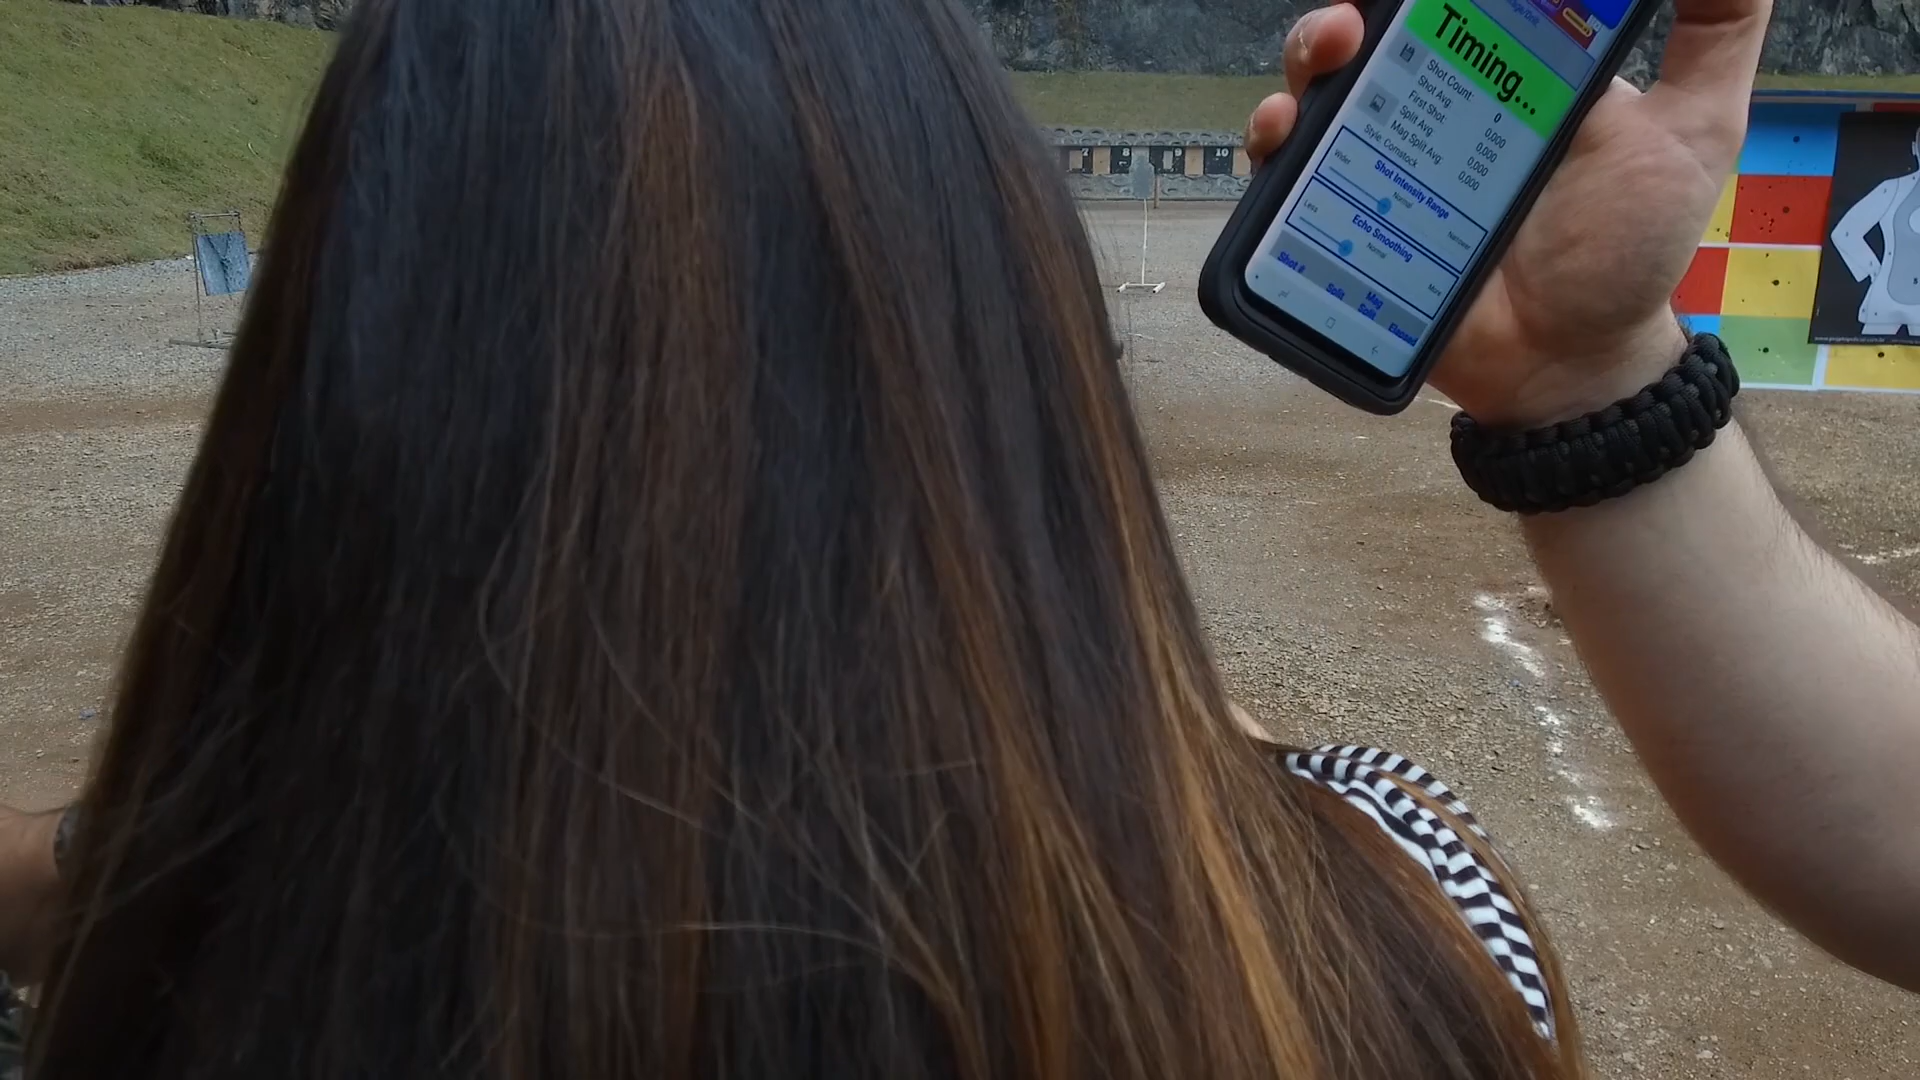 Timing...
Shot Count: 0
Shot Avg: 0,000
First Shot: 0,000
Split Avg 0,000
Mag Split Avg: 0,000
Style: Comstock
Shot Intensity Range
Wider Normal Narrower
Echo Smoothing
Less Normal More
Shot # Split Mag Split Elapsed
7 8 9 10
5